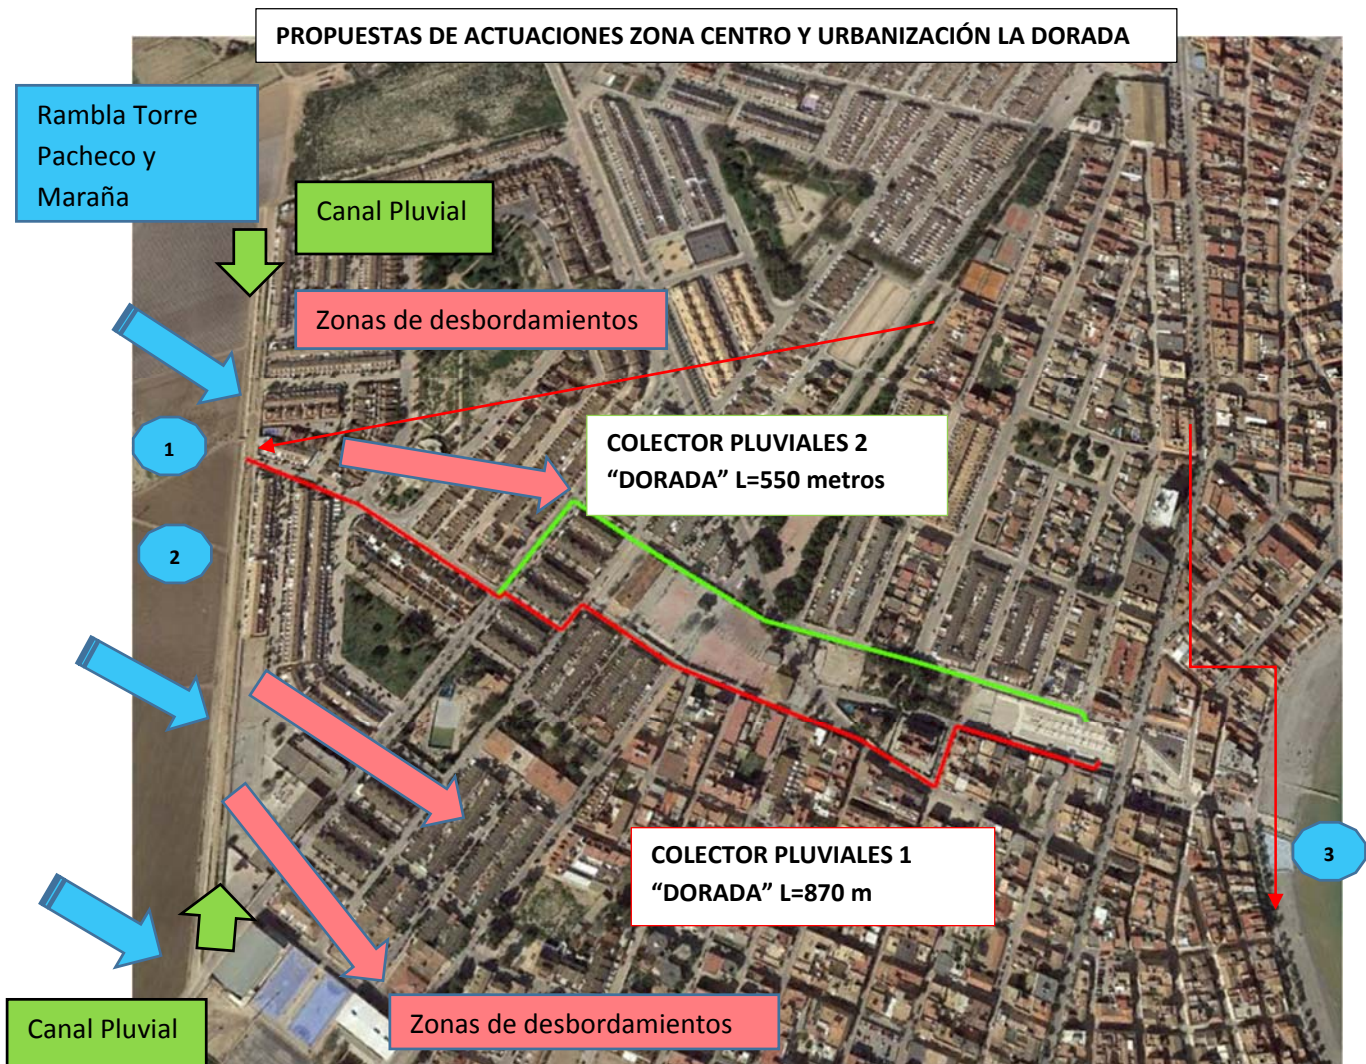 PROPUESTAS DE ACTUACIONES ZONA CENTRO Y URBANIZACIÓN LA DORADA
Rambla Torre
Pacheco y
Maraña
Canal Pluvial
Zonas de desbordamientos
COLECTOR PLUVIALES 2
“DORADA” L=550 metros
1
2
COLECTOR PLUVIALES 1
“DORADA” L=870 m
3
Canal Pluvial
Zonas de desbordamientos